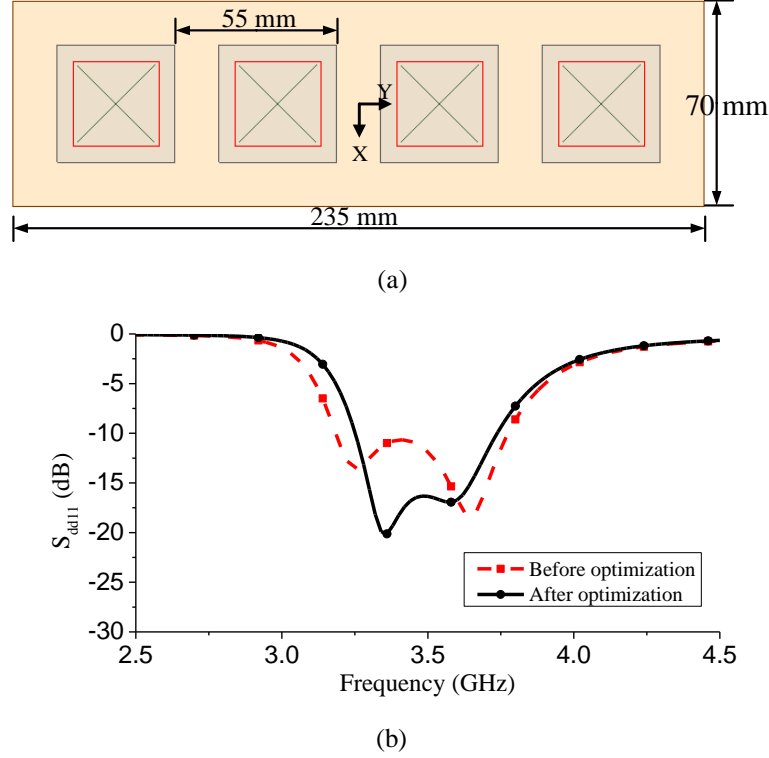 55 mm
Y
X
70 mm
235 mm
(a)
0
-5
-10
-15
-20
-25
-30
S_dd11 (dB)
Before optimization
After optimization
2.5 3.0 3.5 4.0 4.5
Frequency (GHz)
(b)